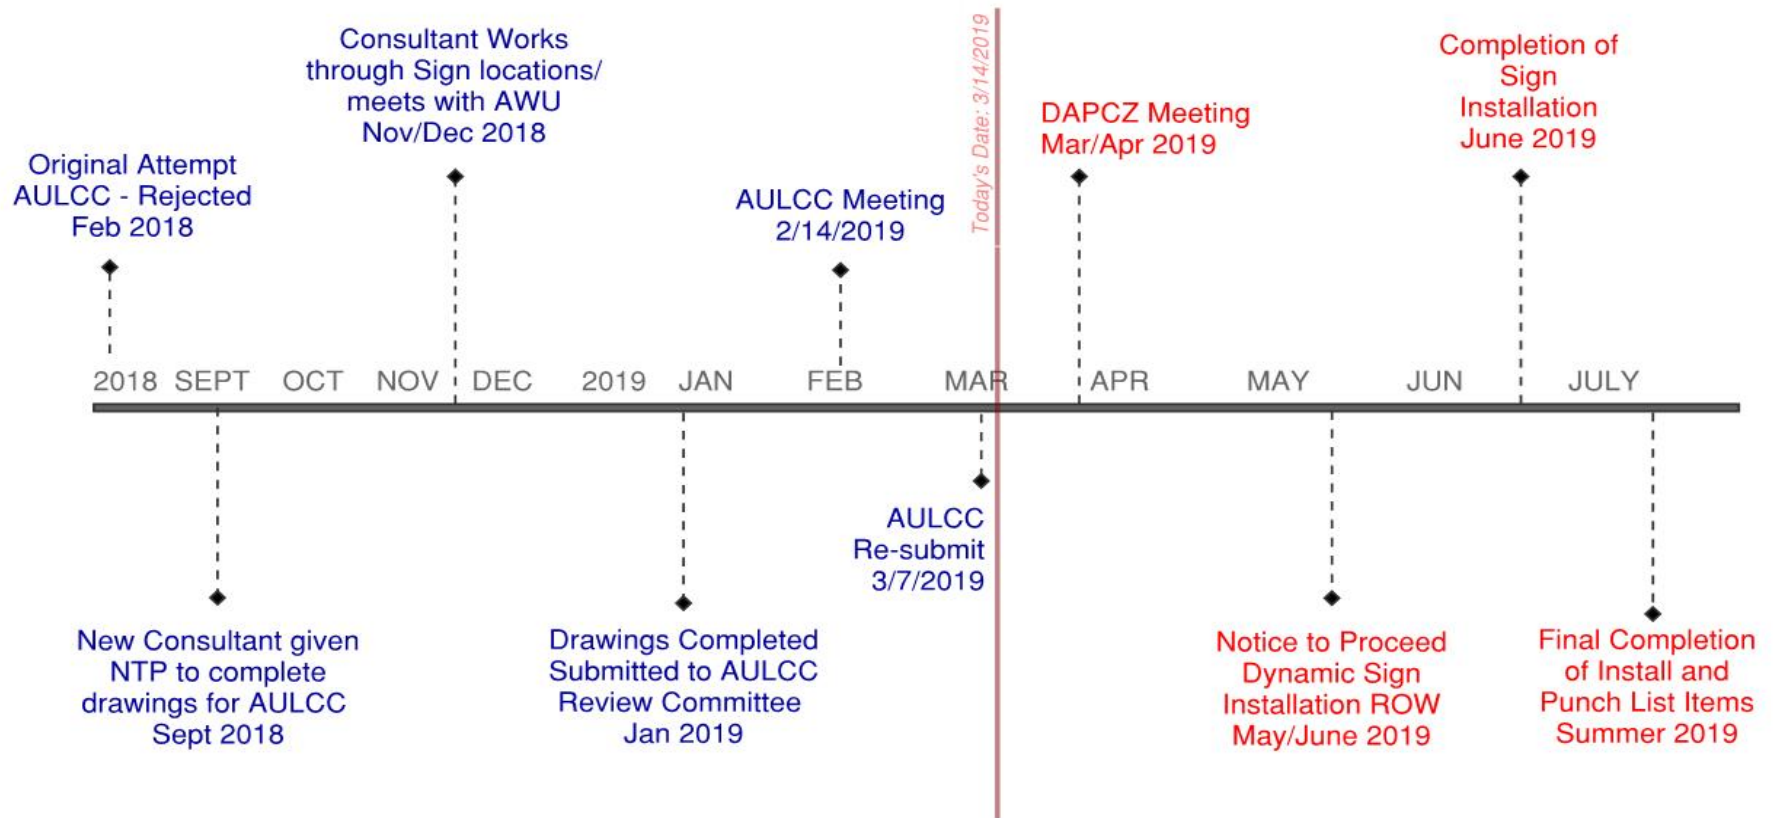 Consultant Works
through Sign locations/
meets with AWU
Nov/Dec 2018
Original Attempt
AULCC - Rejected
Feb 2018
AULCC Meeting
2/14/2019
Today's Date: 3/14/2019
DAPCZ Meeting
Mar/Apr 2019
Completion of
Sign
Installation
June 2019
2018 SEPT OCT NOV DEC 2019 JAN FEB MAR APR MAY JUN JULY
New Consultant given
NTP to complete
drawings for AULCC
Sept 2018
Drawings Completed
Submitted to AULCC
Review Committee
Jan 2019
AULCC
Re-submit
3/7/2019
Notice to Proceed
Dynamic Sign
Installation ROW
May/June 2019
Final Completion
of Install and
Punch List Items
Summer 2019